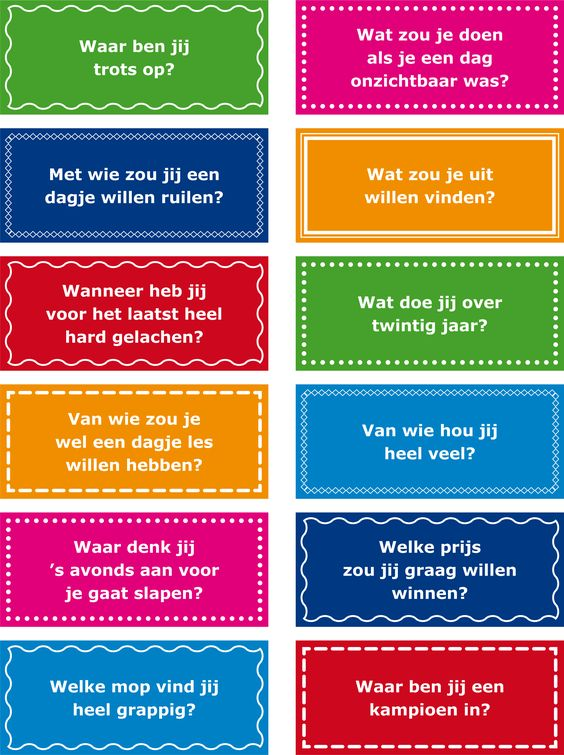 Waar ben jij
trots op?
Wat zou je doen
als je een dag
onzichtbaar was?
Met wie zou jij een
dagje willen ruilen?
Wat zou je uit
willen vinden?
Wanneer heb jij
voor het laatst heel
hard gelachen?
Wat doe jij over
twintig jaar?
Van wie zou je
wel een dagje les
willen hebben?
Van wie hou jij
heel veel?
Waar denk jij
’s avonds aan voor
je gaat slapen?
Welke prijs
zou jij graag willen
winnen?
Welke mop vind jij
heel grappig?
Waar ben jij een
kampioen in?